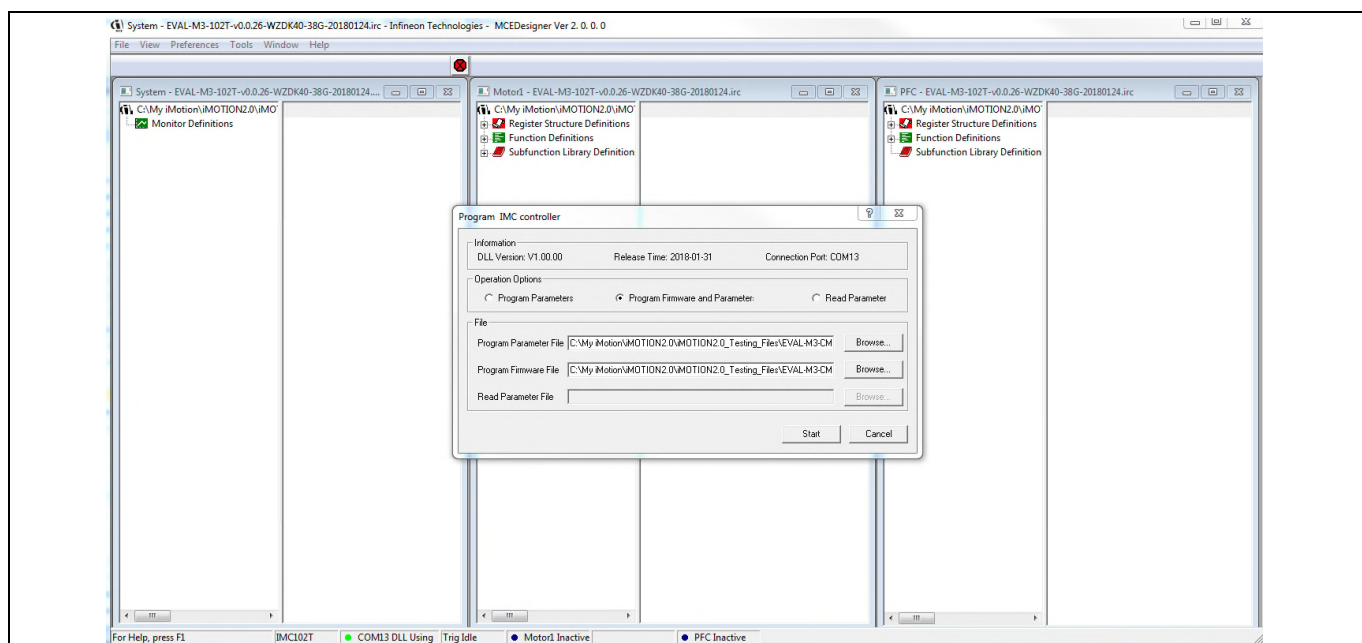 System - EVAL-M3-102T-v0.0.26-WZDK40-38G-20180124.irc - Infineon Technologies - MCEDesigner Ver 2. 0. 0. 0
File View Preferences Tools Window Help
System - EVAL-M3-102T-v0.0.26-WZDK40-38G-20180124....
C:\My iMotion\iMOTION2.0\iMO
Monitor Definitions
Motor1 - EVAL-M3-102T-v0.0.26-WZDK40-38G-20180124.irc
C:\My iMotion\iMOTION2.0\iMO
Register Structure Definitions
Function Definitions
Subfunction Library Definition
PFC - EVAL-M3-102T-v0.0.26-WZDK40-38G-20180124.irc
C:\My iMotion\iMOTION2.0\iMO
Register Structure Definitions
Function Definitions
Subfunction Library Definition
Program IMC controller
Information
DLL Version: V1.00.00 Release Time: 2018-01-31 Connection Port: COM13
Operation Options
Program Parameters Program Firmware and Parameter: Read Parameter
File
Program Parameter File C:\My iMotion\iMOTION2.0\iMOTION2.0_Testing_Files\EVAL-M3-CM Browse...
Program Firmware File C:\My iMotion\iMOTION2.0\iMOTION2.0_Testing_Files\EVAL-M3-CM Browse...
Read Parameter File Browse...
Start Cancel
For Help, press F1 IMC102T COM13 DLL Using Trig Idle Motor1 Inactive PFC Inactive